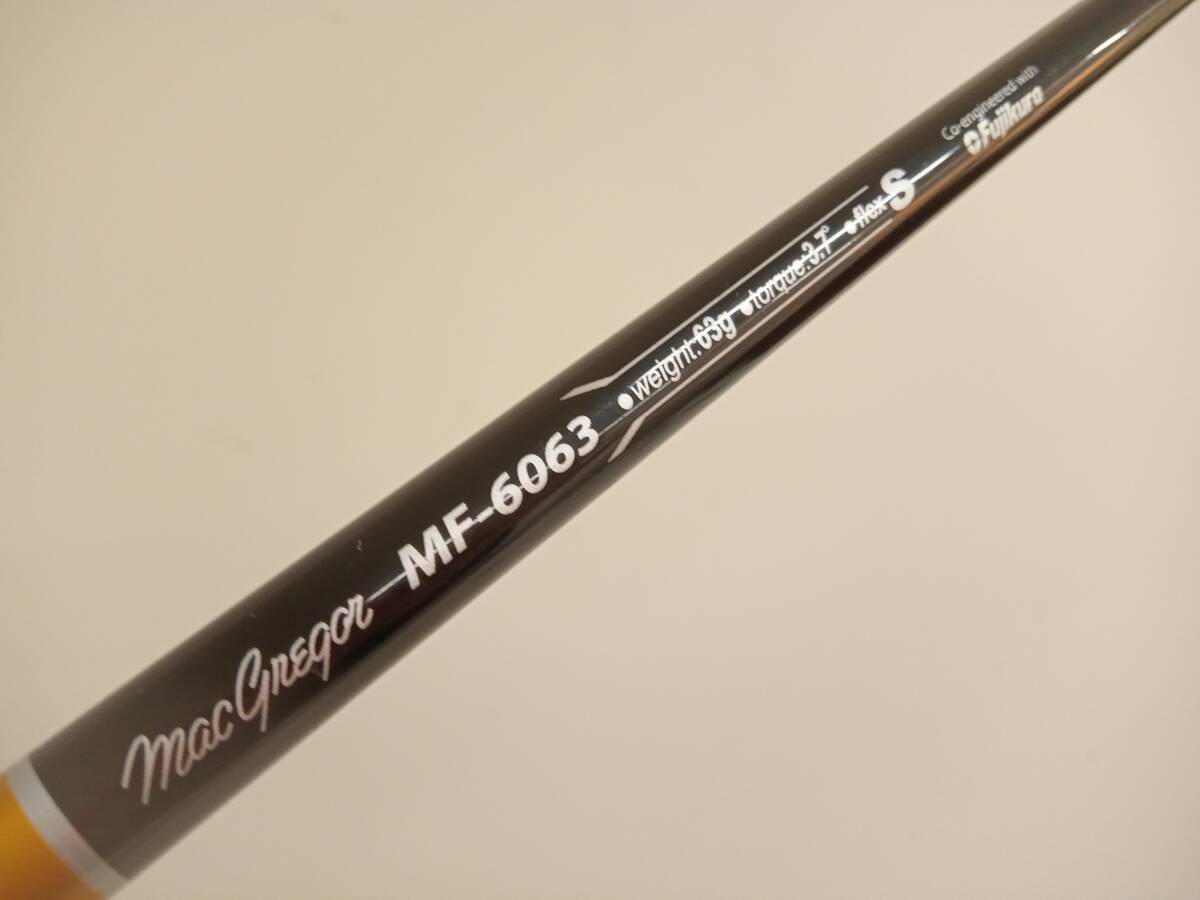 MacGregor MF-6063 •weight:63g •torque:3.7° •flex S
Co-engineered with
Fujikura